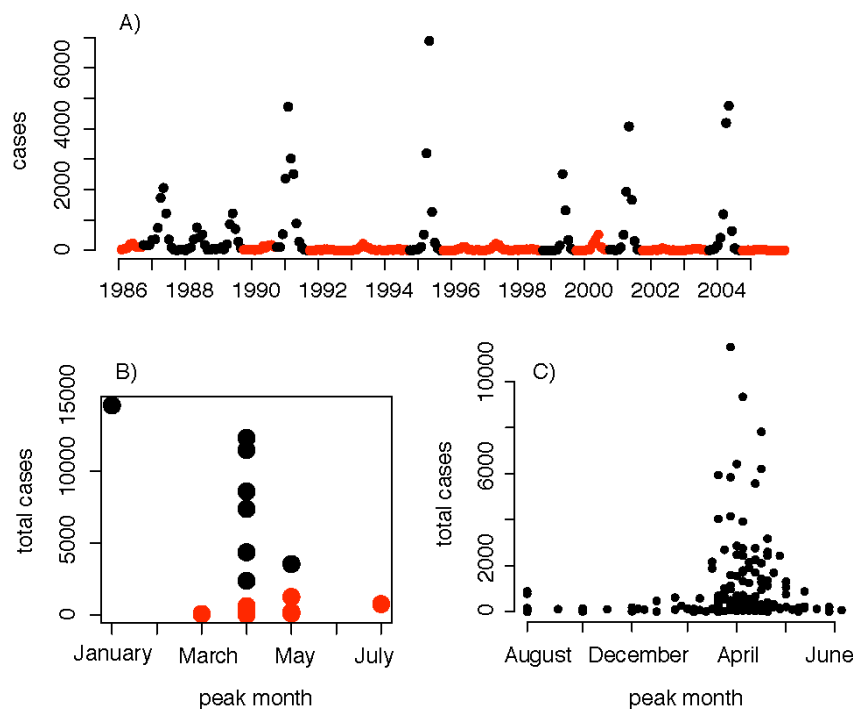 A)
cases
6000
4000
2000
0
1986 1988 1990 1992 1994 1996 1998 2000 2002 2004
B)
total cases
15000
10000
5000
0
January March May July
peak month
C)
total cases
10000
6000
2000
0
August December April June
peak month